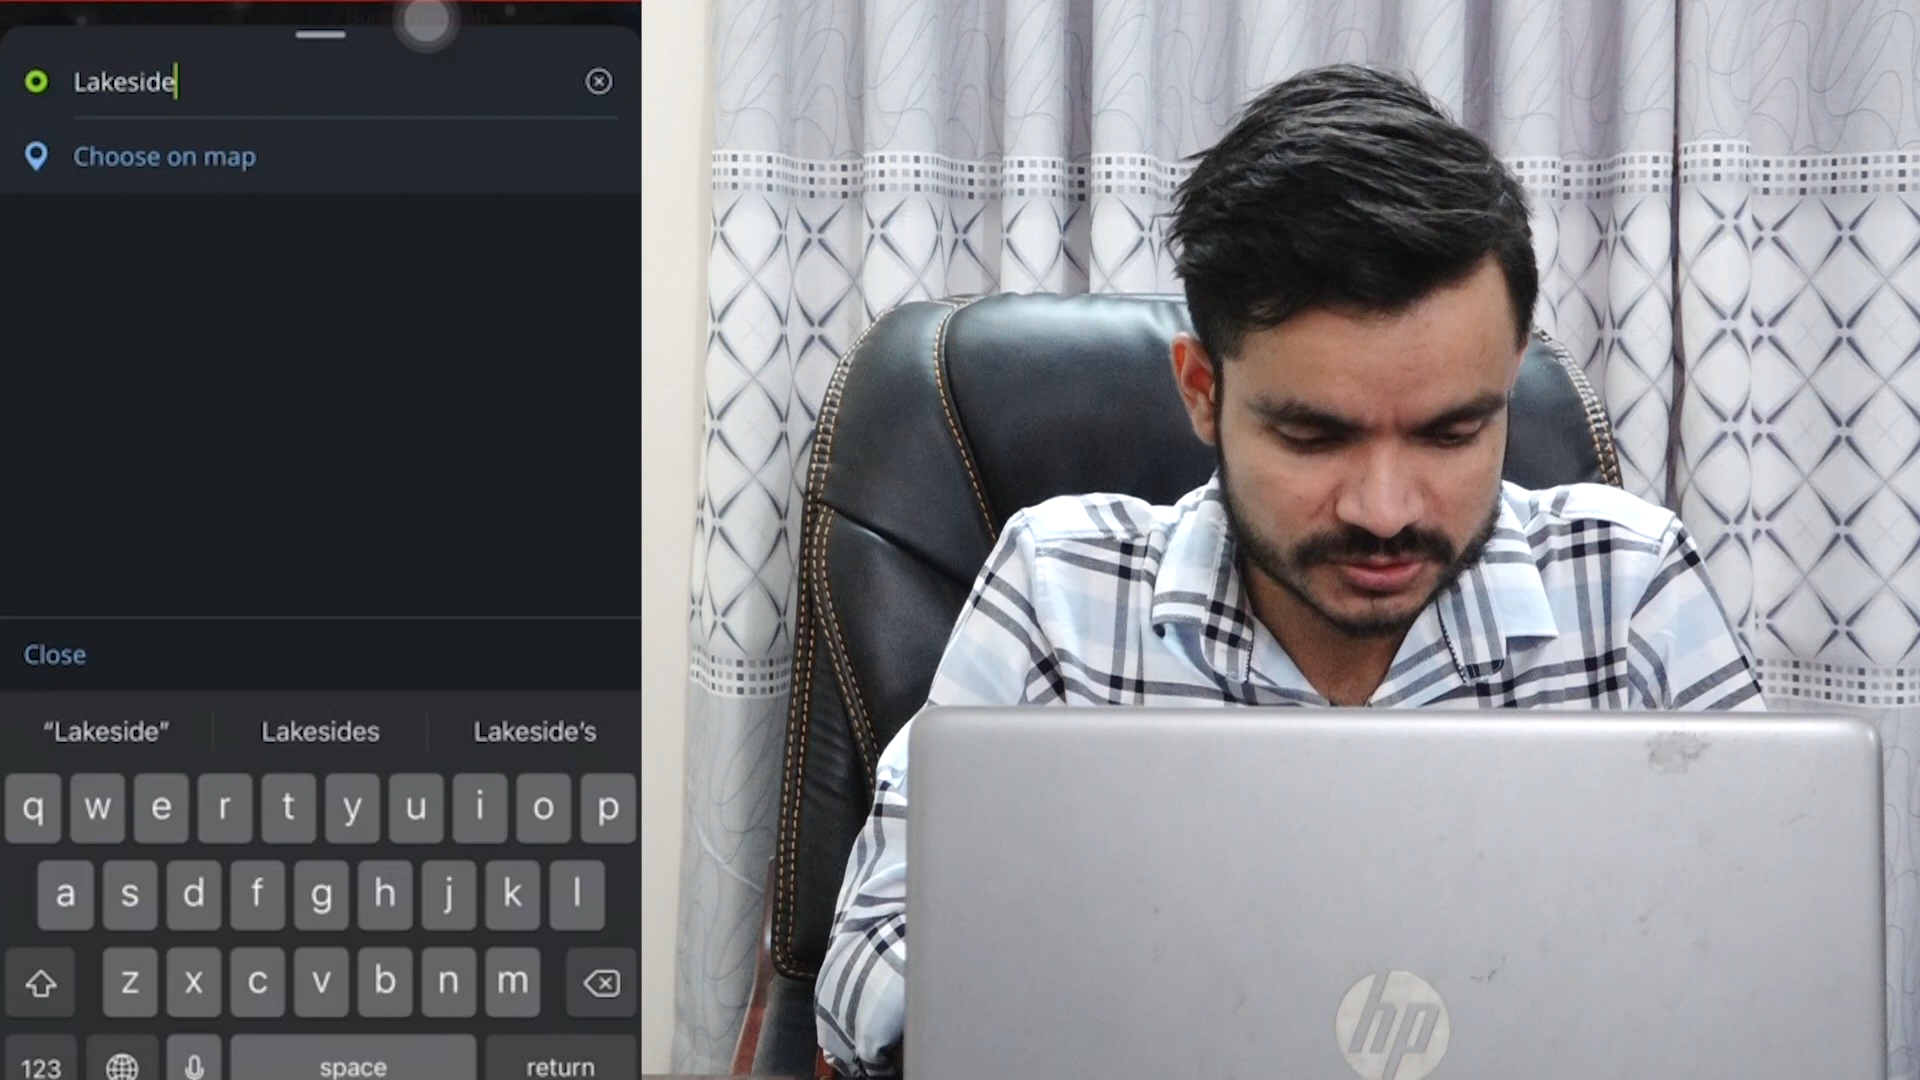 Lakeside
Choose on map
Close
“Lakeside” Lakesides Lakeside’s
q w e r t y u i o p
a s d f g h j k l
z x c v b n m
123 space return
hp